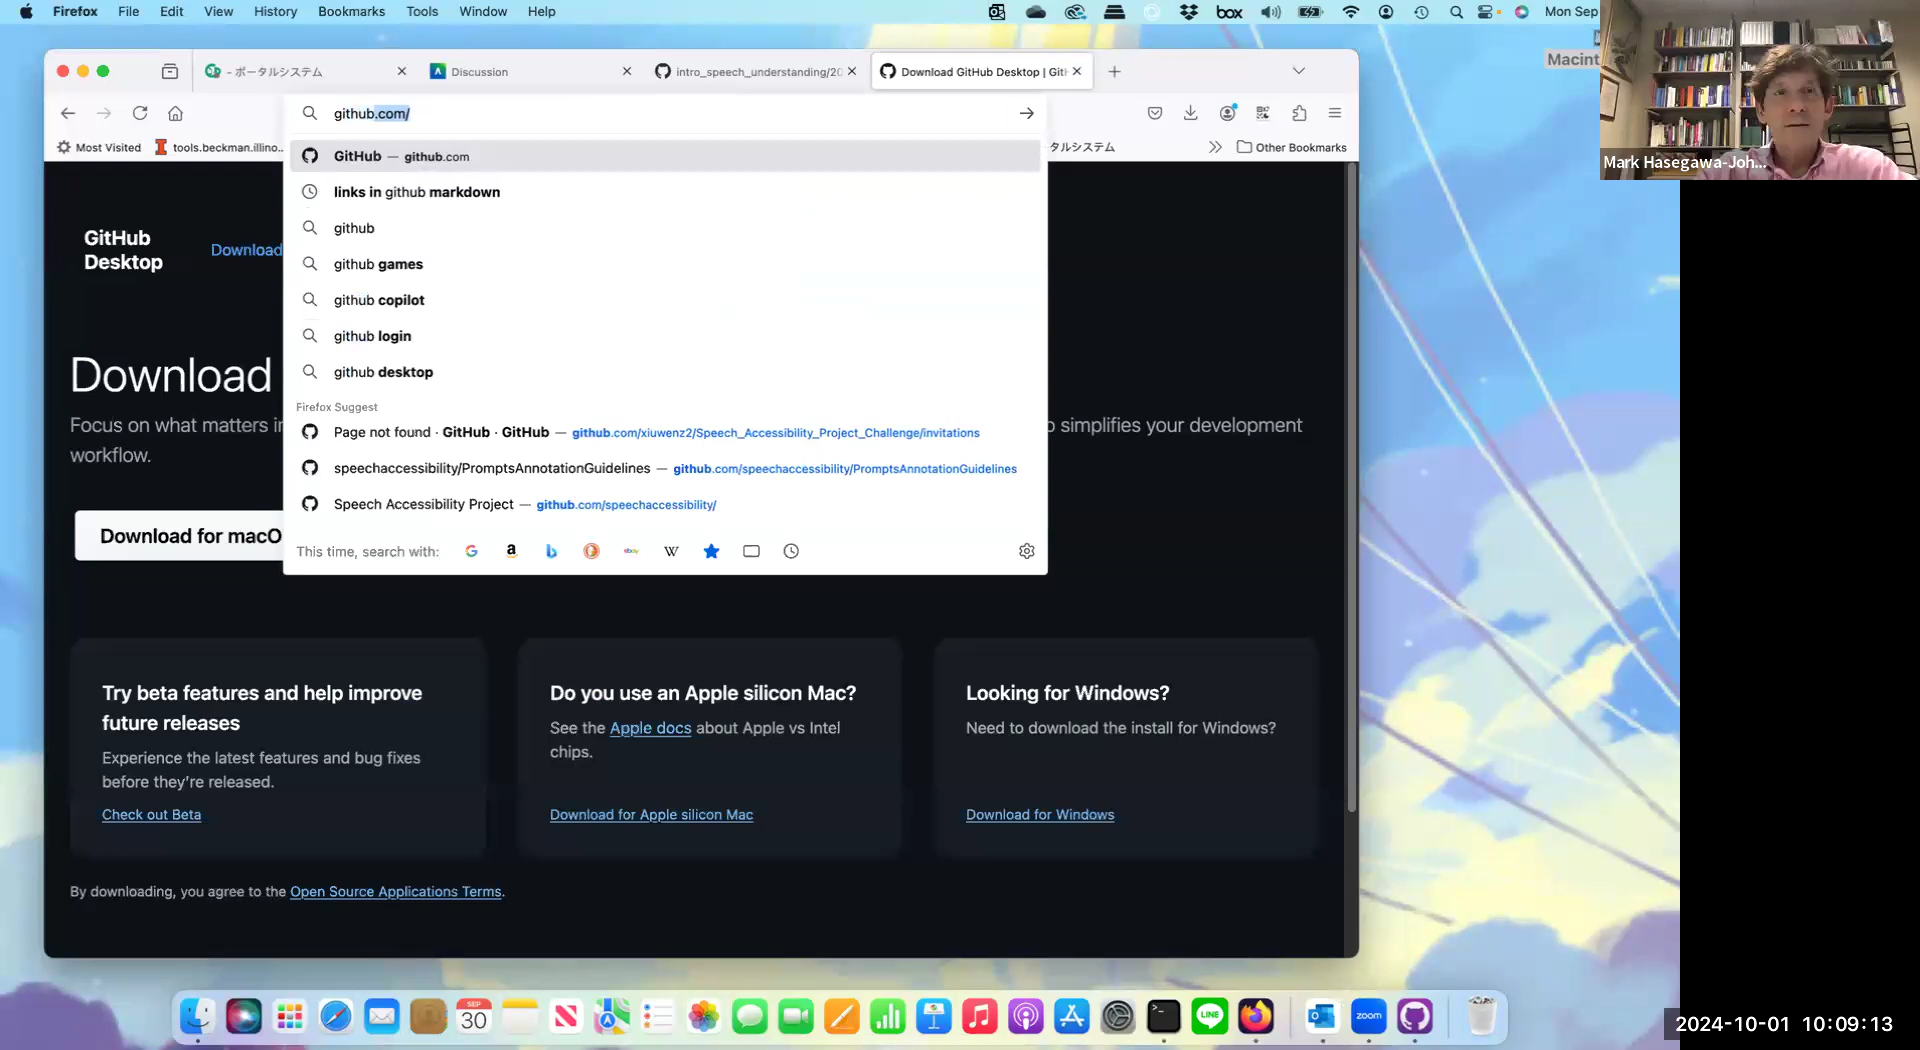 Firefox File Edit View History Bookmarks Tools Window Help
box
Mon Sep
Macint
- ポータルシステム
Discussion
intro_speech_understanding/20
Download GitHub Desktop | Git
github.com/
Most Visited
tools.beckman.illino...
タルシステム
Other Bookmarks
GitHub — github.com
links in github markdown
github
github games
github copilot
github login
github desktop
Firefox Suggest
Page not found · GitHub · GitHub — github.com/xiuwenz2/Speech_Accessibility_Project_Challenge/invitations
speechaccessibility/PromptsAnnotationGuidelines — github.com/speechaccessibility/PromptsAnnotationGuidelines
Speech Accessibility Project — github.com/speechaccessibility/
This time, search with:
GitHub
Desktop
Download
Download
Focus on what matters in
simplifies your development
workflow.
Download for macO
Try beta features and help improve
future releases
Experience the latest features and bug fixes
before they're released.
Check out Beta
Do you use an Apple silicon Mac?
See the Apple docs about Apple vs Intel
chips.
Download for Apple silicon Mac
Looking for Windows?
Need to download the install for Windows?
Download for Windows
By downloading, you agree to the Open Source Applications Terms.
Mark Hasegawa-Joh...
SEP
30
LINE
zoom
2024-10-01 10:09:13